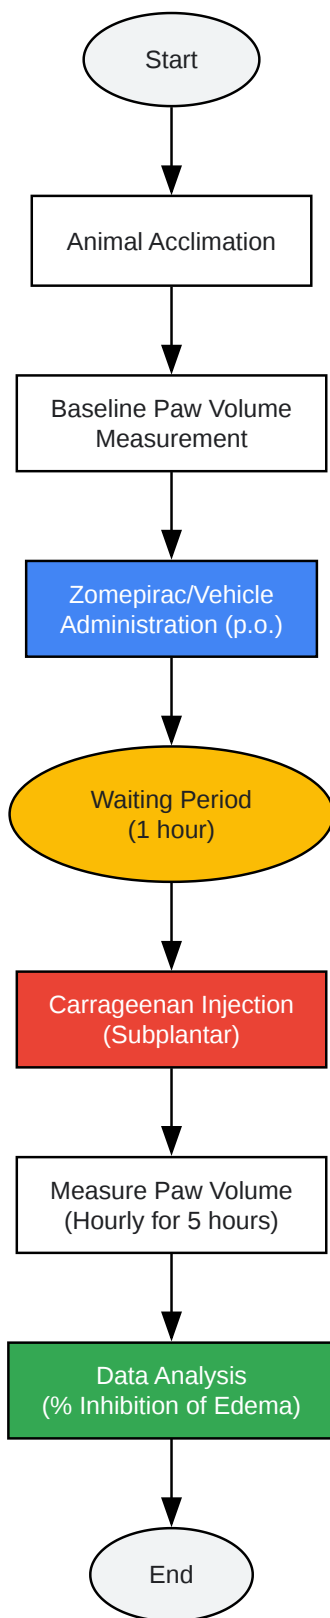 Start
Animal Acclimation
Baseline Paw Volume
Measurement
Zomepirac/Vehicle
Administration (p.o.)
Waiting Period
(1 hour)
Carrageenan Injection
(Subplantar)
Measure Paw Volume
(Hourly for 5 hours)
Data Analysis
(% Inhibition of Edema)
End